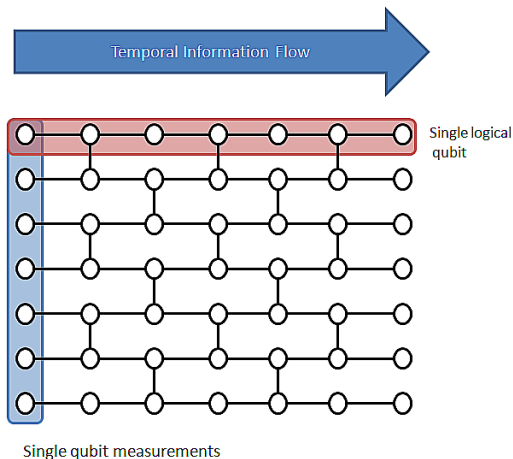 Temporal Information Flow
Single logical
qubit
Single qubit measurements